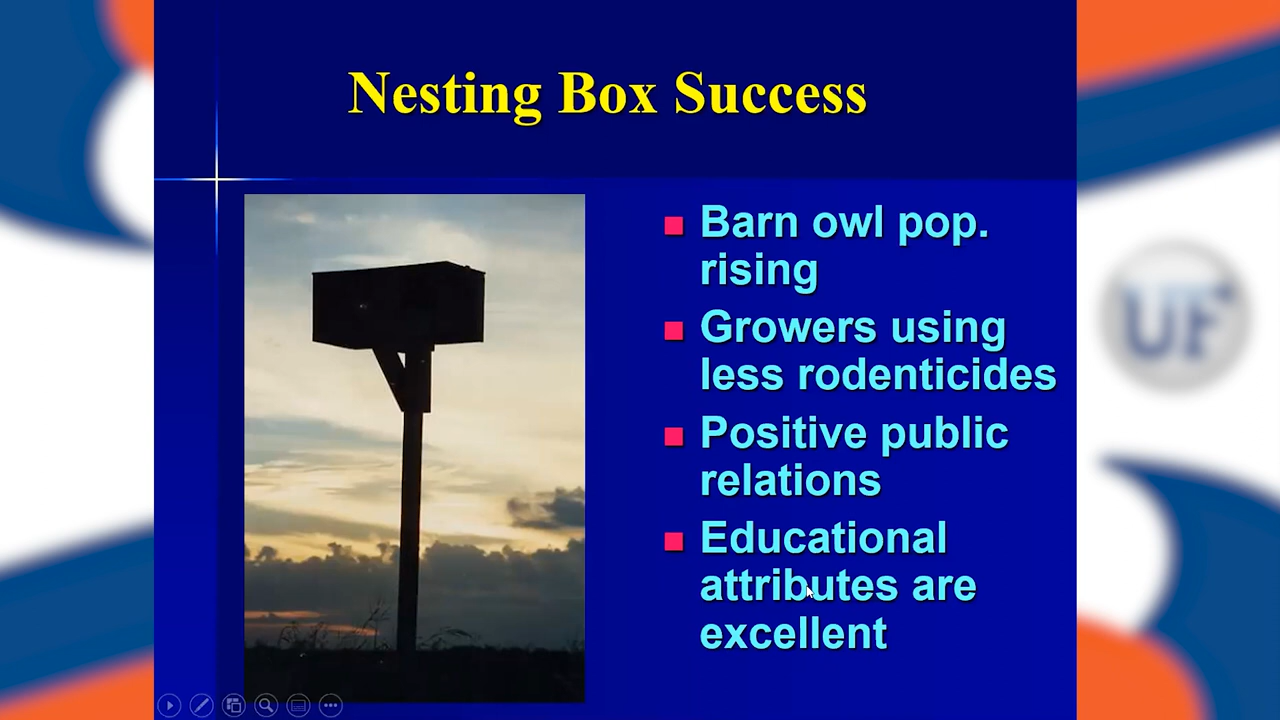 Nesting Box Success
Barn owl pop.
rising
Growers using
less rodenticides
Positive public
relations
Educational
attributes are
excellent
UF